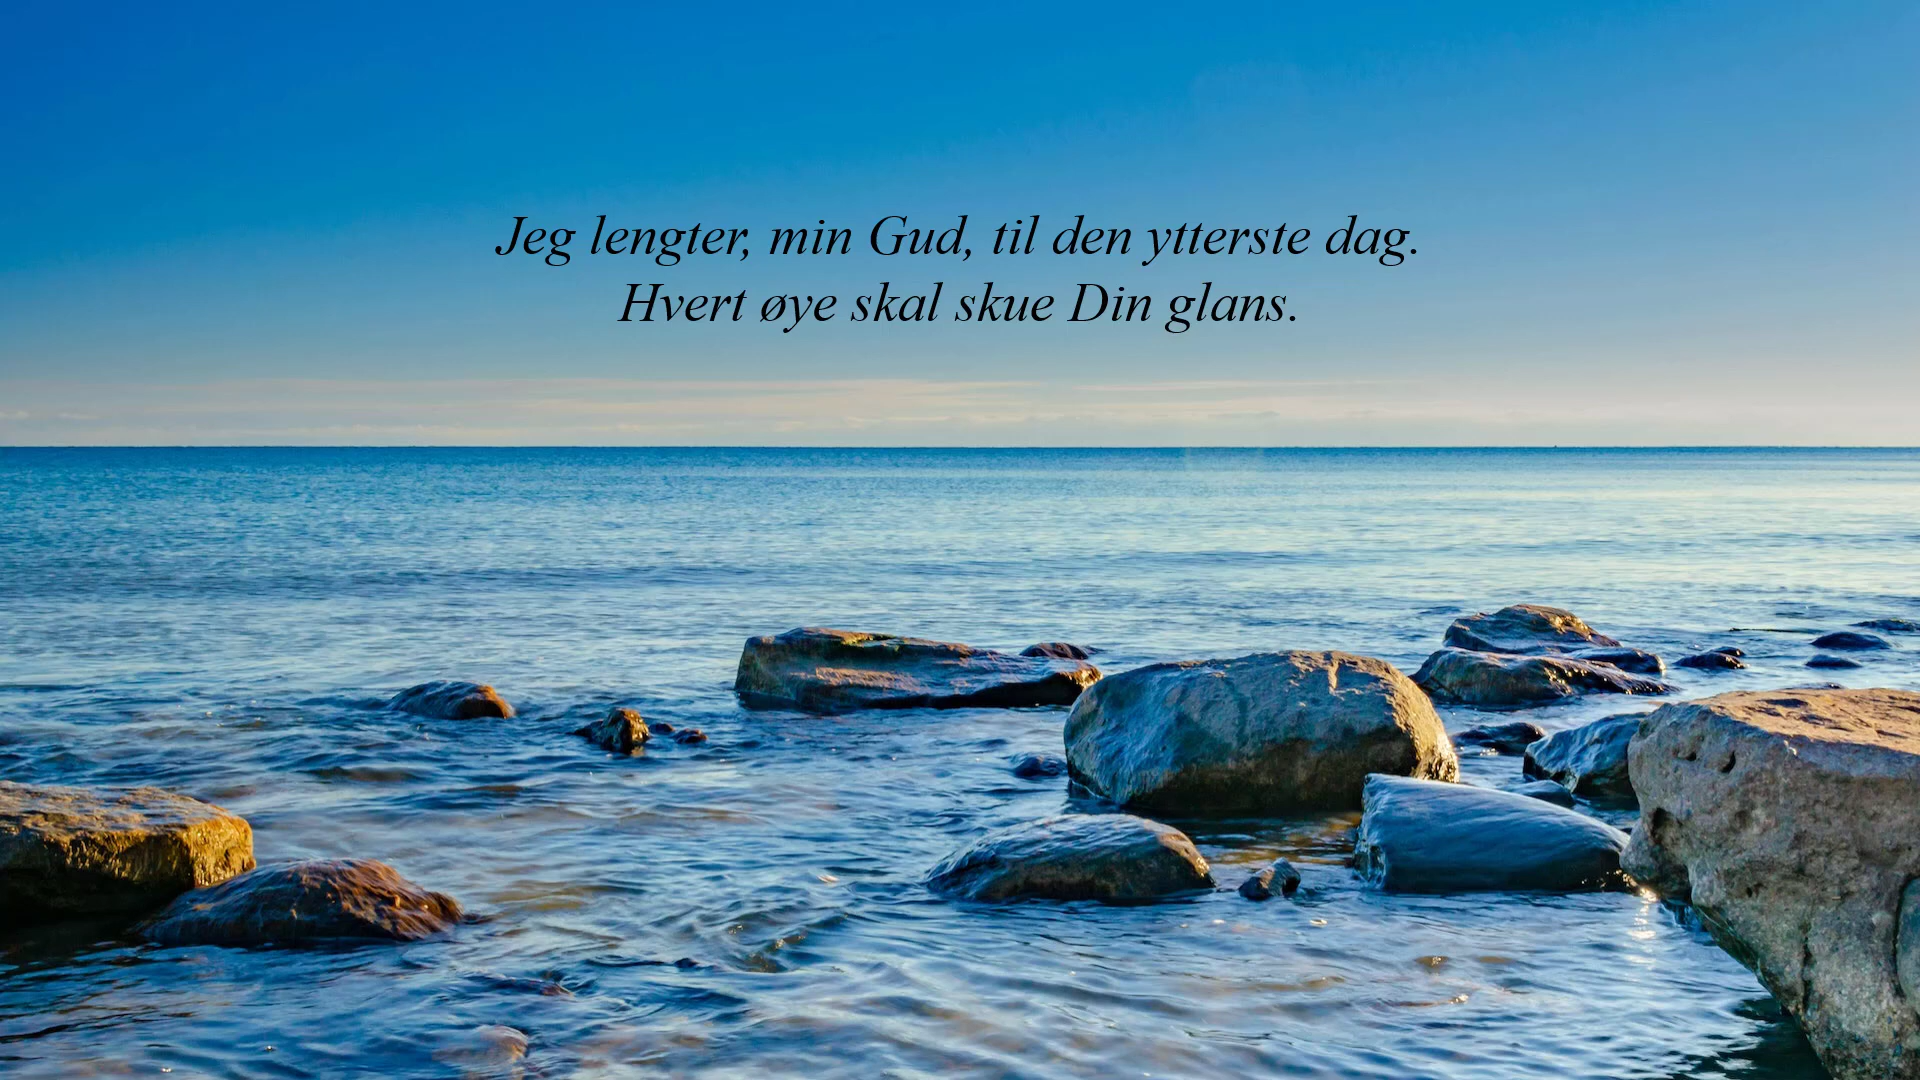 Jeg lengter, min Gud, til den ytterste dag.
Hvert øye skal skue Din glans.